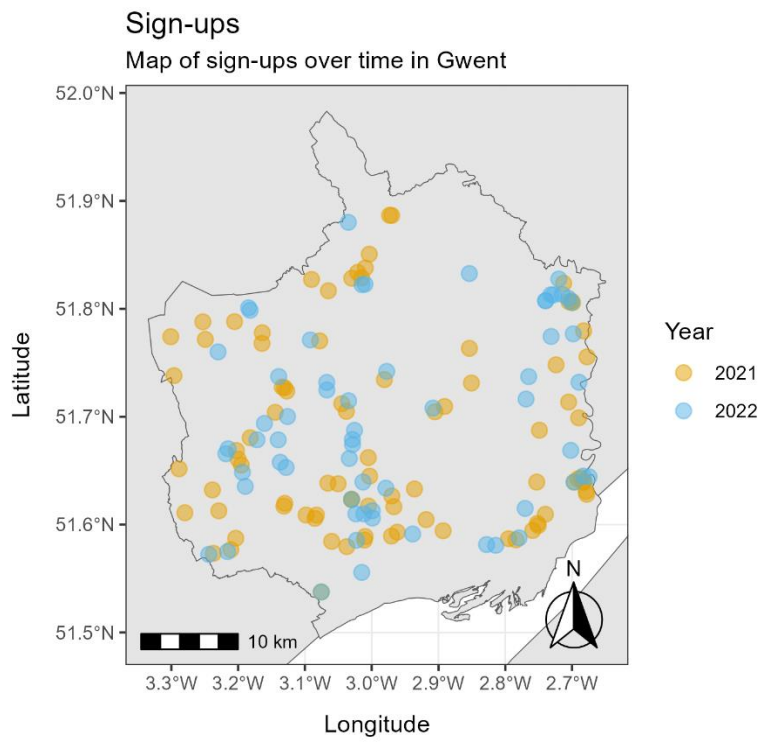 Sign-ups
Map of sign-ups over time in Gwent
52.0°N
51.9°N
51.8°N
51.7°N
51.6°N
51.5°N
Latitude
Year
2021
2022
N
10 km
3.3°W 3.2°W 3.1°W 3.0°W 2.9°W 2.8°W 2.7°W
Longitude